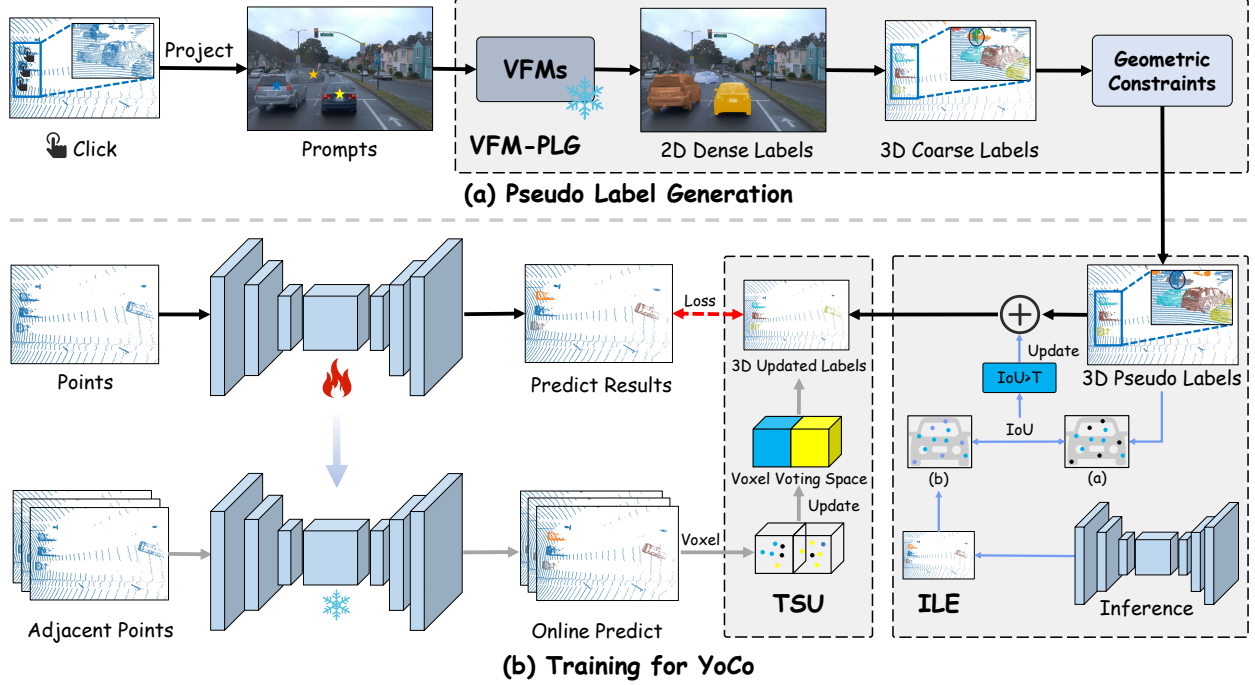 Project
Click
Prompts
VFMs
VFM-PLG
2D Dense Labels
3D Coarse Labels
Geometric
Constraints
(a) Pseudo Label Generation
Points
Predict Results
Loss
3D Updated Labels
Update
3D Pseudo Labels
IoU>T
IoU
(b)
(a)
Voxel Voting Space
Update
Voxel
Adjacent Points
Online Predict
TSU
ILE
Inference
(b) Training for YoCo